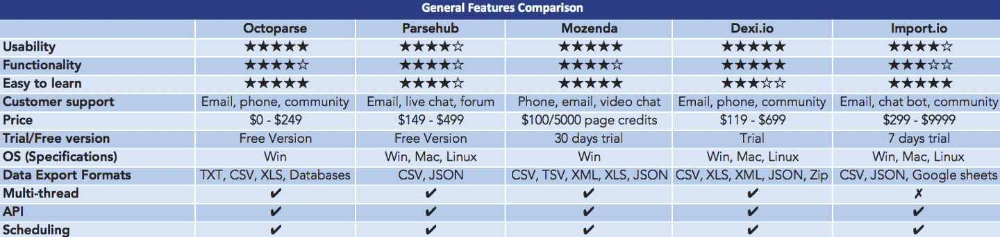 General Features Comparison
Octoparse Parsehub Mozenda Dexi.io Import.io
Usability ★★★★★ ★★★★☆ ★★★★★ ★★★★★ ★★★★☆
Functionality ★★★★☆ ★★★★☆ ★★★★☆ ★★★★★ ★★★☆☆
Easy to learn ★★★★★ ★★★★☆ ★★★★★ ★★★☆☆ ★★★★★
Customer support Email, phone, community Email, live chat, forum Phone, email, video chat Email, phone, community Email, chat bot, community
Price $0 - $249 $149 - $499 $100/5000 page credits $119 - $699 $299 - $9999
Trial/Free version Free Version Free Version 30 days trial Trial 7 days trial
OS (Specifications) Win Win, Mac, Linux Win Win, Mac, Linux Win, Mac, Linux
Data Export Formats TXT, CSV, XLS, Databases CSV, JSON CSV, TSV, XML, XLS, JSON CSV, XLS, XML, JSON, Zip CSV, JSON, Google sheets
Multi-thread ✔ ✔ ✔ ✔ ✗
API ✔ ✔ ✔ ✔ ✔
Scheduling ✔ ✔ ✔ ✔ ✔